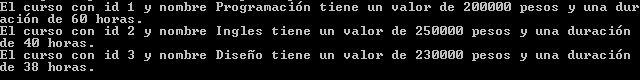 El curso con id 1 y nombre Programación tiene un valor de 200000 pesos y una dur
ación de 60 horas.
El curso con id 2 y nombre Ingles tiene un valor de 250000 pesos y una duración
de 40 horas.
El curso con id 3 y nombre Diseño tiene un valor de 230000 pesos y una duración
de 38 horas.